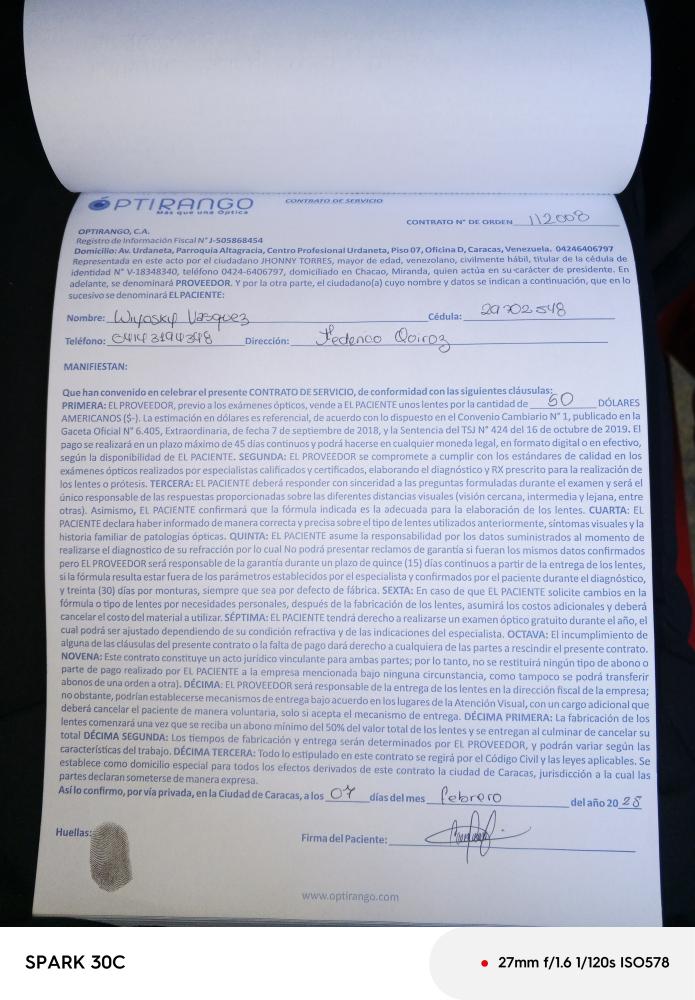 OPTIRANGO
Más que una Óptica
CONTRATO DE SERVICIO
CONTRATO N° DE ORDEN 112008
OPTIRANGO, C.A.
Registro de Información Fiscal N° J-505868454
Domicilio: Av. Urdaneta, Parroquia Altagracia, Centro Profesional Urdaneta, Piso 07, Oficina D, Caracas, Venezuela. 04246406797
Representada en este acto por el ciudadano JHONNY TORRES, mayor de edad, venezolano, civilmente hábil, titular de la cédula de
identidad N° V-18348340, teléfono 0424-6406797, domiciliado en Chacao, Miranda, quien actúa en su carácter de presidente. En
adelante, se denominará PROVEEDOR. Y por la otra parte, el ciudadano(a) cuyo nombre y datos se indican a continuación, que en lo
sucesivo se denominará EL PACIENTE:
Nombre: Wiyoskip Vasquez Cédula: 29702548
Teléfono: 04143194348 Dirección: Federico Quiroz
MANIFIESTAN:
Que han convenido en celebrar el presente CONTRATO DE SERVICIO, de conformidad con las siguientes cláusulas:
PRIMERA: EL PROVEEDOR, previo a los exámenes ópticos, vende a EL PACIENTE unos lentes por la cantidad de 50 DÓLARES
AMERICANOS ($-). La estimación en dólares es referencial, de acuerdo con lo dispuesto en el Convenio Cambiario N° 1, publicado en la
Gaceta Oficial N° 6.405, Extraordinaria, de fecha 7 de septiembre de 2018, y la Sentencia del TSJ N° 424 del 16 de octubre de 2019. El
pago se realizará en un plazo máximo de 45 días continuos y podrá hacerse en cualquier moneda legal, en formato digital o en efectivo,
según la disponibilidad de EL PACIENTE. SEGUNDA: EL PROVEEDOR se compromete a cumplir con los estándares de calidad en los
exámenes ópticos realizados por especialistas calificados y certificados, elaborando el diagnóstico y RX prescrito para la realización de
los lentes o prótesis. TERCERA: EL PACIENTE deberá responder con sinceridad a las preguntas formuladas durante el examen y será el
único responsable de las respuestas proporcionadas sobre las diferentes distancias visuales (visión cercana, intermedia y lejana, entre
otras). Asimismo, EL PACIENTE confirmará que la fórmula indicada es la adecuada para la elaboración de los lentes. CUARTA: EL
PACIENTE declara haber informado de manera correcta y precisa sobre el tipo de lentes utilizados anteriormente, síntomas visuales y la
historia familiar de patologías ópticas. QUINTA: EL PACIENTE asume la responsabilidad por los datos suministrados al momento de
realizarse el diagnostico de su refracción por lo cual No podrá presentar reclamos de garantía si fueran los mismos datos confirmados
pero EL PROVEEDOR será responsable de la garantía durante un plazo de quince (15) días continuos a partir de la entrega de los lentes,
si la fórmula resulta estar fuera de los parámetros establecidos por el especialista y confirmados por el paciente durante el diagnóstico,
y treinta (30) días por monturas, siempre que sea por defecto de fábrica. SEXTA: En caso de que EL PACIENTE solicite cambios en la
fórmula o tipo de lentes por necesidades personales, después de la fabricación de los lentes, asumirá los costos adicionales y deberá
cancelar el costo del material a utilizar. SÉPTIMA: EL PACIENTE tendrá derecho a realizarse un examen óptico gratuito durante el año, el
cual podrá ser ajustado dependiendo de su condición refractiva y de las indicaciones del especialista. OCTAVA: El incumplimiento de
alguna de las cláusulas del presente contrato o la falta de pago dará derecho a cualquiera de las partes a rescindir el presente contrato.
NOVENA: Este contrato constituye un acto jurídico vinculante para ambas partes; por lo tanto, no se restituirá ningún tipo de abono o
parte de pago realizado por EL PACIENTE a la empresa mencionada bajo ninguna circunstancia, como tampoco se podrá transferir
abonos de una orden a otra). DÉCIMA: EL PROVEEDOR será responsable de la entrega de los lentes en la dirección fiscal de la empresa;
no obstante, podrían establecerse mecanismos de entrega bajo acuerdo en los lugares de la Atención Visual, con un cargo adicional que
deberá cancelar el paciente de manera voluntaria, solo si acepta el mecanismo de entrega. DÉCIMA PRIMERA: La fabricación de los
lentes comenzará una vez que se reciba un abono mínimo del 50% del valor total de los lentes y se entregan al culminar de cancelar su
total DÉCIMA SEGUNDA: Los tiempos de fabricación y entrega serán determinados por EL PROVEEDOR, y podrán variar según las
características del trabajo. DÉCIMA TERCERA: Todo lo estipulado en este contrato se regirá por el Código Civil y las leyes aplicables. Se
establece como domicilio especial para todos los efectos derivados de este contrato la ciudad de Caracas, jurisdicción a la cual las
partes declaran someterse de manera expresa.
Así lo confirmo, por vía privada, en la Ciudad de Caracas, a los 07 días del mes febrero del año 2025
Huellas:
Firma del Paciente:
www.optirango.com
SPARK 30C
27mm f/1.6 1/120s ISO578